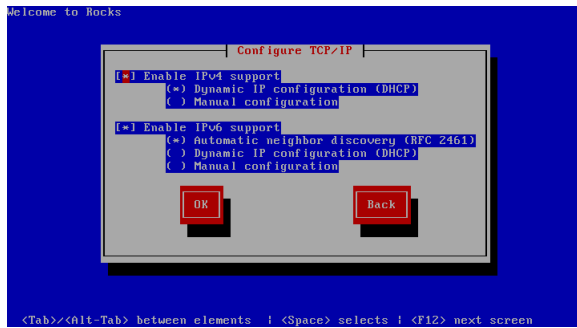 Welcome to Rocks
Configure TCP/IP
[*] Enable IPv4 support
(*) Dynamic IP configuration (DHCP)
( ) Manual configuration
[*] Enable IPv6 support
(*) Automatic neighbor discovery (RFC 2461)
( ) Dynamic IP configuration (DHCP)
( ) Manual configuration
OK Back
<Tab>/<Alt-Tab> between elements | <Space> selects | <F12> next screen